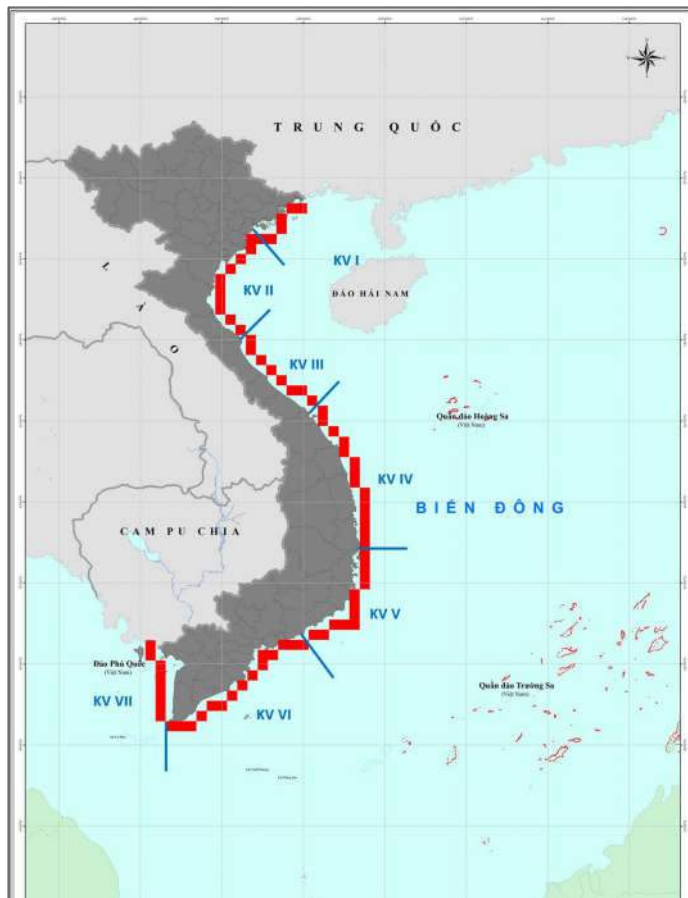 TRUNG QUỐC
KV I
ĐẢO HẢI NAM
LÀO
KV II
KV III
Quần đảo Hoàng Sa
(Việt Nam)
KV IV
BIỂN ĐÔNG
CAM PU CHIA
KV V
Đảo Phú Quốc
(Việt Nam)
Quần đảo Trường Sa
(Việt Nam)
KV VII
KV VI